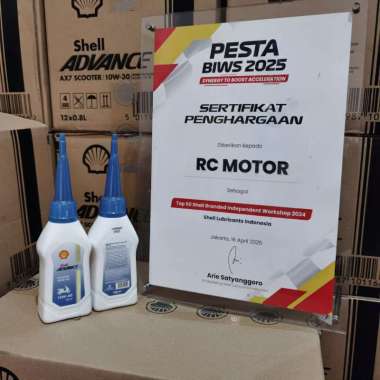 Shell
ADVANCE
AX7 SCOOTER 10W-30
12x0.8L
PESTA
BIWS 2025
SYNERGY TO BOOST ACCELERATION
SERTIFIKAT
PENGHARGAAN
Diberikan Kepada
RC MOTOR
Sebagai
Top 50 Shell Branded Independent Workshop 2024
Shell Lubricants Indonesia
Jakarta, 16 April 2025
Arie Satyanggoro
Shell
ADVANCE